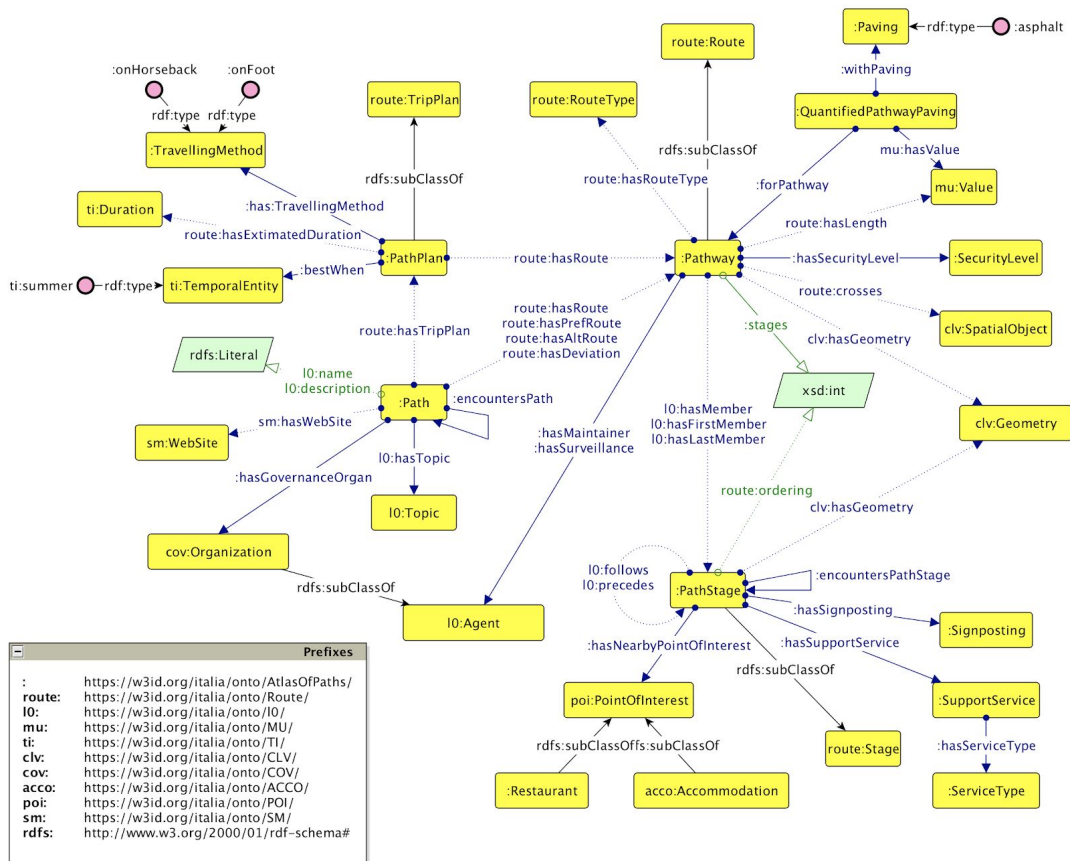 :Paving
rdf:type
:asphalt
route:Route
:withPaving
:onHorseback
:onFoot
route:TripPlan
route:RouteType
:QuantifiedPathwayPaving
rdf:type
rdf:type
:TravellingMethod
rdfs:subClassOf
rdfs:subClassOf
mu:hasValue
route:hasRouteType
:forPathway
mu:Value
:has:TravellingMethod
ti:Duration
route:hasExtimatedDuration
route:hasLength
:PathPlan
route:hasRoute
:Pathway
:hasSecurityLevel
:SecurityLevel
:bestWhen
ti:summer
rdf:type
ti:TemporalEntity
route:crosses
route:hasTripPlan
route:hasRoute
route:hasPrefRoute
route:hasAltRoute
route:hasDeviation
:stages
clv:hasGeometry
clv:SpatialObject
rdfs:Literal
l0:name
l0:description
:Path
:encountersPath
xsd:int
l0:hasMember
l0:hasFirstMember
l0:hasLastMember
clv:Geometry
sm:hasWebSite
sm:WebSite
:hasMaintainer
:hasSurveillance
l0:hasTopic
:hasGovernanceOrgan
route:ordering
clv:hasGeometry
l0:Topic
cov:Organization
rdfs:subClassOf
l0:follows
l0:precedes
:PathStage
:encountersPathStage
l0:Agent
:hasSignposting
:Signposting
:hasNearbyPointOfInterest
:hasSupportService
rdfs:subClassOf
poi:PointOfInterest
:SupportService
rdfs:subClassOf
fs:subClassOf
route:Stage
:hasServiceType
:Restaurant
acco:Accommodation
:ServiceType
Prefixes
: https://w3id.org/italia/onto/AtlasOfPaths/
route: https://w3id.org/italia/onto/Route/
l0: https://w3id.org/italia/onto/l0/
mu: https://w3id.org/italia/onto/MU/
ti: https://w3id.org/italia/onto/TI/
clv: https://w3id.org/italia/onto/CLV/
cov: https://w3id.org/italia/onto/COV/
acco: https://w3id.org/italia/onto/ACCO/
poi: https://w3id.org/italia/onto/POI/
sm: https://w3id.org/italia/onto/SM/
rdfs: http://www.w3.org/2000/01/rdf-schema#